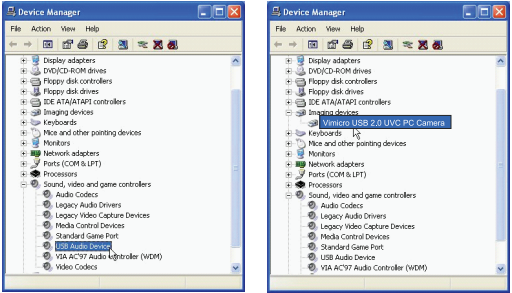 Device Manager
File Action View Help
Display adapters
DVD/CD-ROM drives
Floppy disk controllers
Floppy disk drives
IDE ATA/ATAPI controllers
Imaging devices
Keyboards
Mice and other pointing devices
Monitors
Network adapters
Ports (COM & LPT)
Processors
Sound, video and game controllers
Audio Codecs
Legacy Audio Drivers
Legacy Video Capture Devices
Media Control Devices
Standard Game Port
USB Audio Device
VIA AC'97 Audio Controller (WDM)
Video Codecs
Device Manager
File Action View Help
Display adapters
DVD/CD-ROM drives
Floppy disk controllers
Floppy disk drives
IDE ATA/ATAPI controllers
Imaging devices
Vimicro USB 2.0 UVC PC Camera
Keyboards
Mice and other pointing devices
Monitors
Network adapters
Ports (COM & LPT)
Processors
Sound, video and game controllers
Audio Codecs
Legacy Audio Drivers
Legacy Video Capture Devices
Media Control Devices
Standard Game Port
USB Audio Device
VIA AC'97 Audio Controller (WDM)